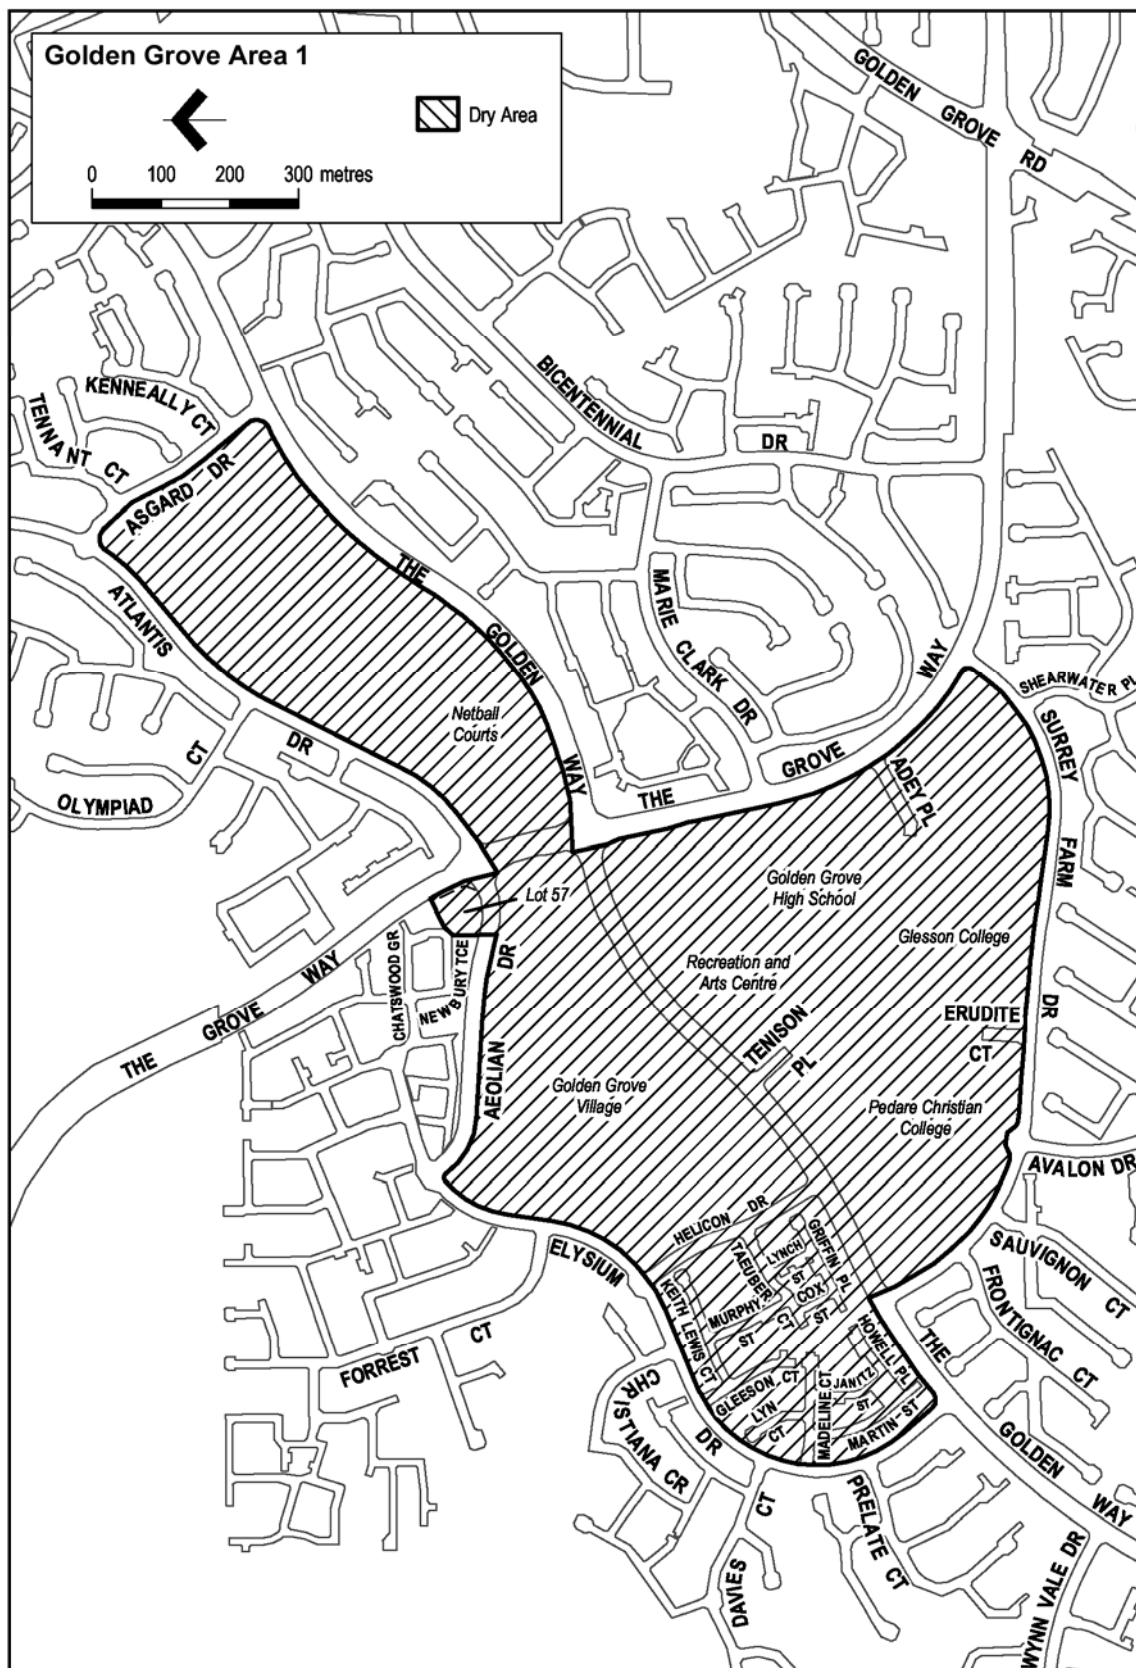 Golden Grove Area 1
Dry Area
0 100 200 300 metres
GOLDEN GROVE RD
BICENTENNIAL DR
KENNEALLY CT
TENNANT CT
ASGARD DR
ATLANTIS DR
THE GOLDEN WAY
MARIE CLARK DR
THE GROVE WAY
SHEARWATER PL
SURREY FARM DR
OLYMPIAD CT
Netball
Courts
ADEY PL
Golden Grove
High School
Lot 57
Glesson College
Recreation and
Arts Centre
CHATSWOOD GR
NEWBURY TCE
AEOLIAN DR
THE GROVE WAY
ERUDITE CT
TENISON PL
Golden Grove
Village
Pedare Christian
College
AVALON DR
HELICON DR
GRIFFIN PL
LYNCH ST
TAEUBER CT
COX ST
MURPHY ST
KEITH LEWIS CT
ELYSIUM DR
SAUVIGNON CT
FRONTIGNAC CT
HOWELL PL
JANITZ ST
GLEESON CT
LYN CT
MADELINE CT
MARTIN ST
FORREST CT
CHRISTIANA CR
THE GOLDEN WAY
PRELATE CT
DAVIES CT
WYNN VALE DR